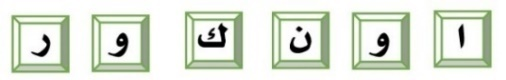 ا و ن ك و ر